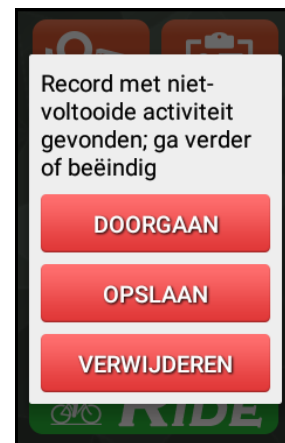 Record met niet-
voltooide activiteit
gevonden; ga verder
of beëindig
DOORGAAN
OPSLAAN
VERWIJDEREN
RIDE